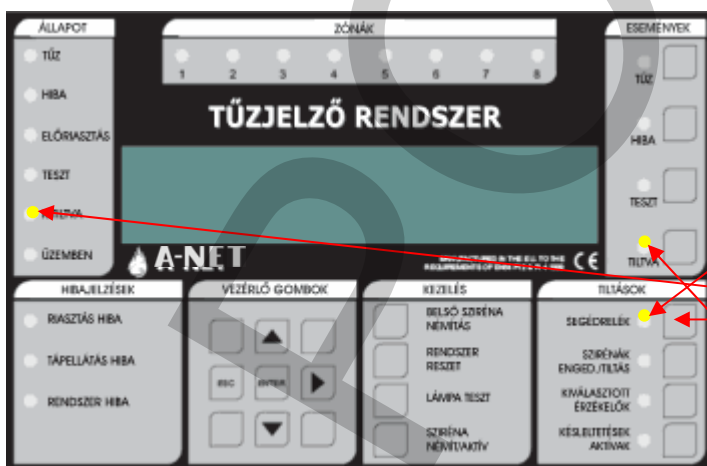 ÁLLAPOT
TŰZ
HIBA
ELŐRIASZTÁS
TESZT
ÜZEMBEN
ZÓNÁK
1 2 3 4 5 6 7 8
TŰZJELZŐ RENDSZER
A-NET
CE
ESEMÉNYEK
TŰZ
HIBA
TESZT
TILTVA
HIBAJELZÉSEK
RIASZTÁS HIBA
TÁPELLÁTÁS HIBA
RENDSZER HIBA
VEZÉRLŐ GOMBOK
ESC ENTER
KEZELÉS
BELSŐ SZIRÉNA
NÉMÍTÁS
RENDSZER
RESZET
LÁMPA TESZT
SZIRÉNA
NÉMÍT/AKTÍV
TILTÁSOK
SEGÉDRELÉK
SZIRÉNÁK
ENGED./TILTÁS
KIVÁLASZTOTT
ÉRZÉKELŐK
KÉSLELTETÉSEK
AKTÍVAK